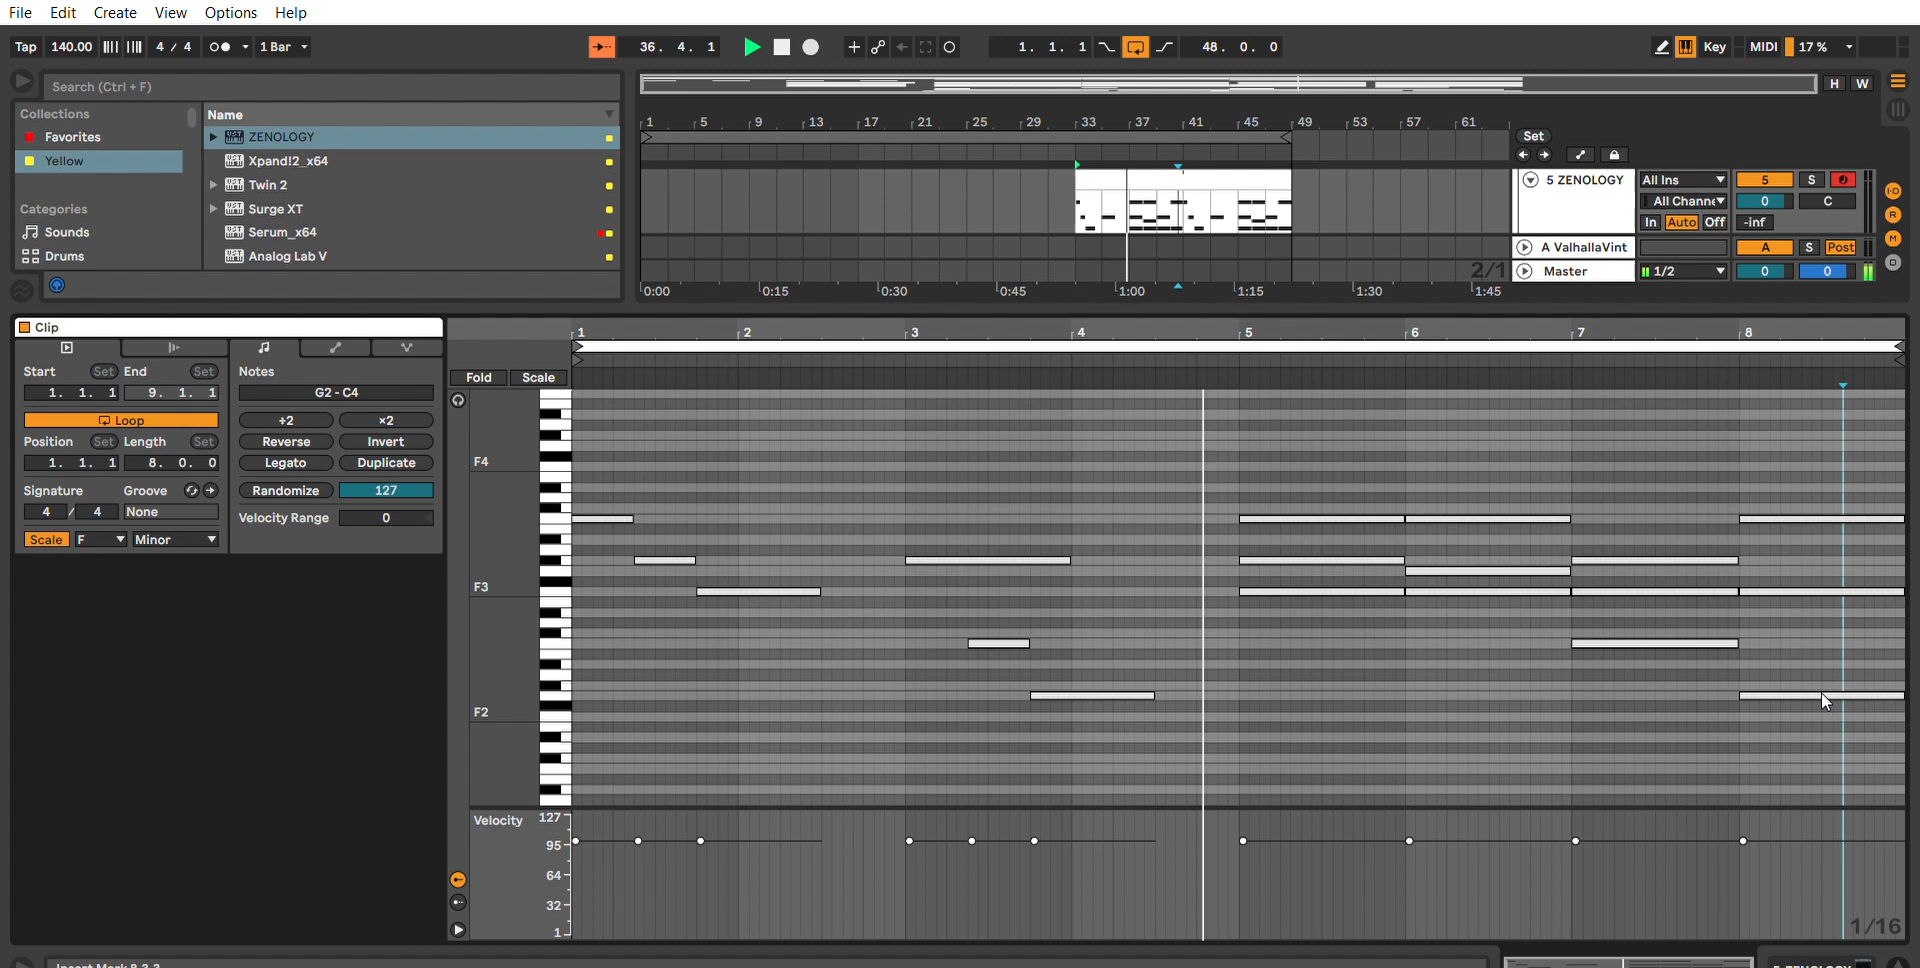 File Edit Create View Options Help
Tap 140.00 4 / 4 1 Bar 36. 4. 1 1. 1. 1 48. 0. 0 Key MIDI 17 %
Search (Ctrl + F) H W
Collections Name
Favorites ZENOLOGY
Yellow Xpand!2_x64
Twin 2
Categories Surge XT
Sounds Serum_x64
Drums Analog Lab V
1 5 9 13 17 21 25 29 33 37 41 45 49 53 57 61
Set
5 ZENOLOGY All Ins 5 S
All Channe 0 C
In Auto Off -inf
A ValhallaVint A S Post
2/1 Master 1/2 0 0
0:00 0:15 0:30 0:45 1:00 1:15 1:30 1:45
I·O
R
M
D
Clip
Start Set End Set
1. 1. 1 9. 1. 1
Loop
Position Set Length Set
1. 1. 1 8. 0. 0
Signature Groove
4 / 4 None
Scale F Minor
Notes
G2 - C4
+2 ×2
Reverse Invert
Legato Duplicate
Randomize 127
Velocity Range 0
1 2 3 4 5 6 7 8
Fold Scale
F4
F3
F2
Velocity 127
95
64
32
1
1/16
Insert Mark 8.3.3
5 ZENOLOGY